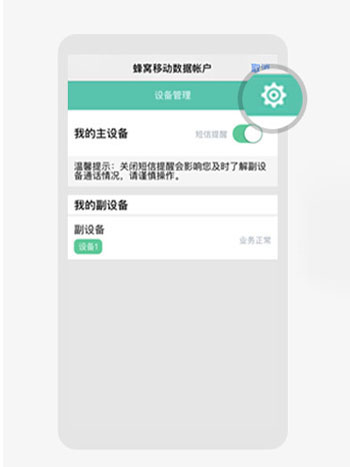 蜂窝移动数据帐户
取消
设备管理
我的主设备
短信提醒
温馨提示：关闭短信提醒会影响您及时了解副设
备通话情况，请谨慎操作。
我的副设备
副设备
设备1
业务正常